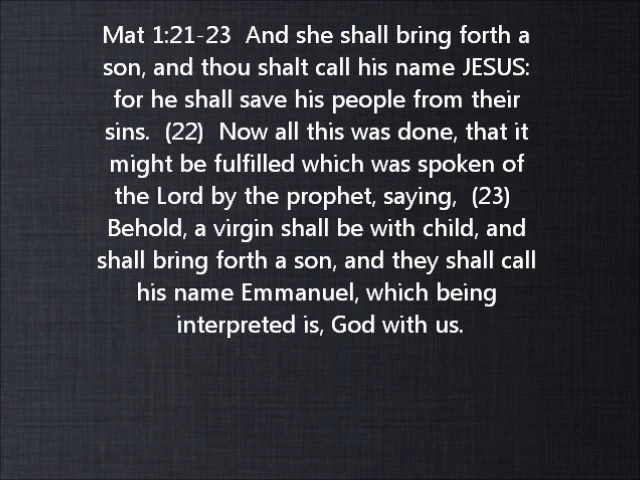 Mat 1:21-23  And she shall bring forth a
son, and thou shalt call his name JESUS:
for he shall save his people from their
sins.  (22)  Now all this was done, that it
might be fulfilled which was spoken of
the Lord by the prophet, saying,  (23)
Behold, a virgin shall be with child, and
shall bring forth a son, and they shall call
his name Emmanuel, which being
interpreted is, God with us.